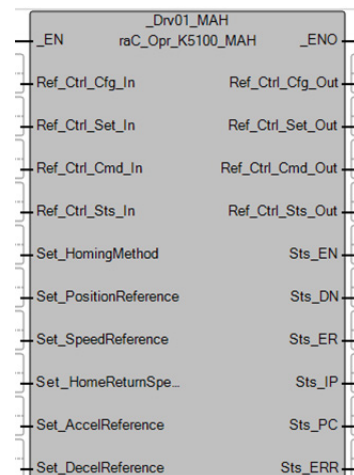 _Drv01_MAH
_EN raC_Opr_K5100_MAH _ENO
Ref_Ctrl_Cfg_In Ref_Ctrl_Cfg_Out
Ref_Ctrl_Set_In Ref_Ctrl_Set_Out
Ref_Ctrl_Cmd_In Ref_Ctrl_Cmd_Out
Ref_Ctrl_Sts_In Ref_Ctrl_Sts_Out
Set_HomingMethod Sts_EN
Set_PositionReference Sts_DN
Set_SpeedReference Sts_ER
Set_HomeReturnSpe... Sts_IP
Set_AccelReference Sts_PC
Set_DecelReference Sts_ERR